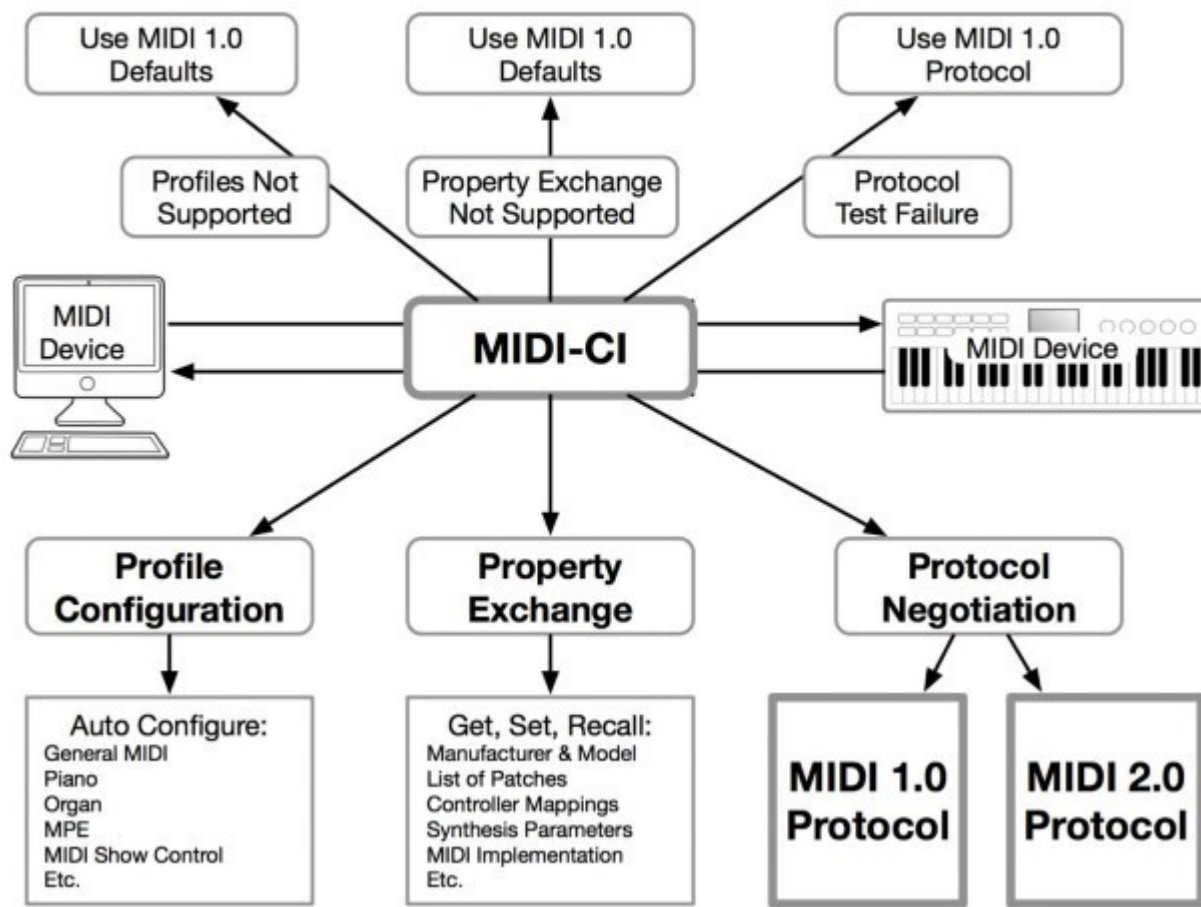 Use MIDI 1.0
Defaults
Use MIDI 1.0
Defaults
Use MIDI 1.0
Protocol
Profiles Not
Supported
Property Exchange
Not Supported
Protocol
Test Failure
MIDI
Device
MIDI-CI
MIDI Device
Profile
Configuration
Property
Exchange
Protocol
Negotiation
Auto Configure:
General MIDI
Piano
Organ
MPE
MIDI Show Control
Etc.
Get, Set, Recall:
Manufacturer & Model
List of Patches
Controller Mappings
Synthesis Parameters
MIDI Implementation
Etc.
MIDI 1.0
Protocol
MIDI 2.0
Protocol